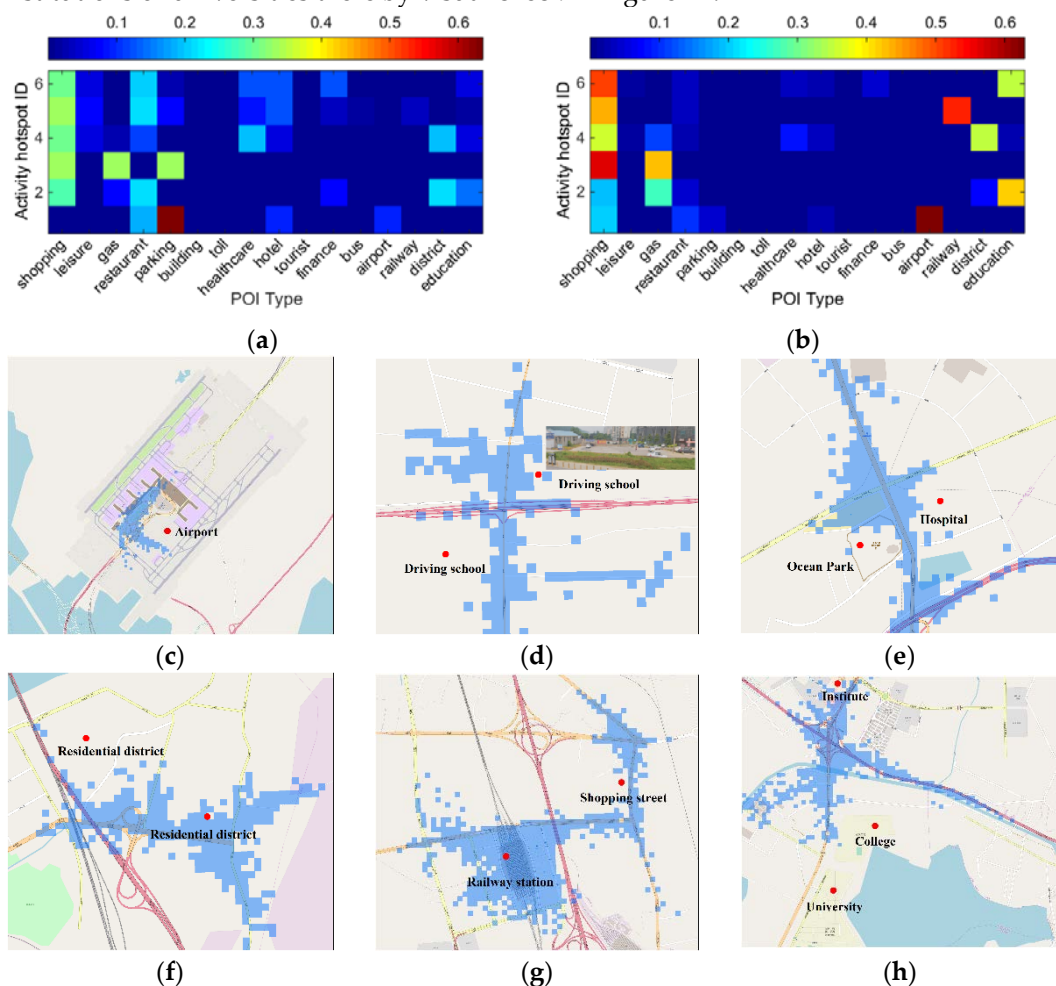 0.1 0.2 0.3 0.4 0.5 0.6
0.1 0.2 0.3 0.4 0.5 0.6
Activity hotspot ID
6
4
2
shopping
leisure
gas
restaurant
parking
building
toll
healthcare
hotel
tourist
finance
bus
airport
railway
district
education
POI Type
Activity hotspot ID
6
4
2
shopping
leisure
gas
restaurant
parking
building
toll
healthcare
hotel
tourist
finance
bus
airport
railway
district
education
POI Type
(a)
(b)
Airport
Driving school
Driving school
Hospital
Ocean Park
(c)
(d)
(e)
Residential district
Residential district
Shopping street
Railway station
Institute
College
University
(f)
(g)
(h)